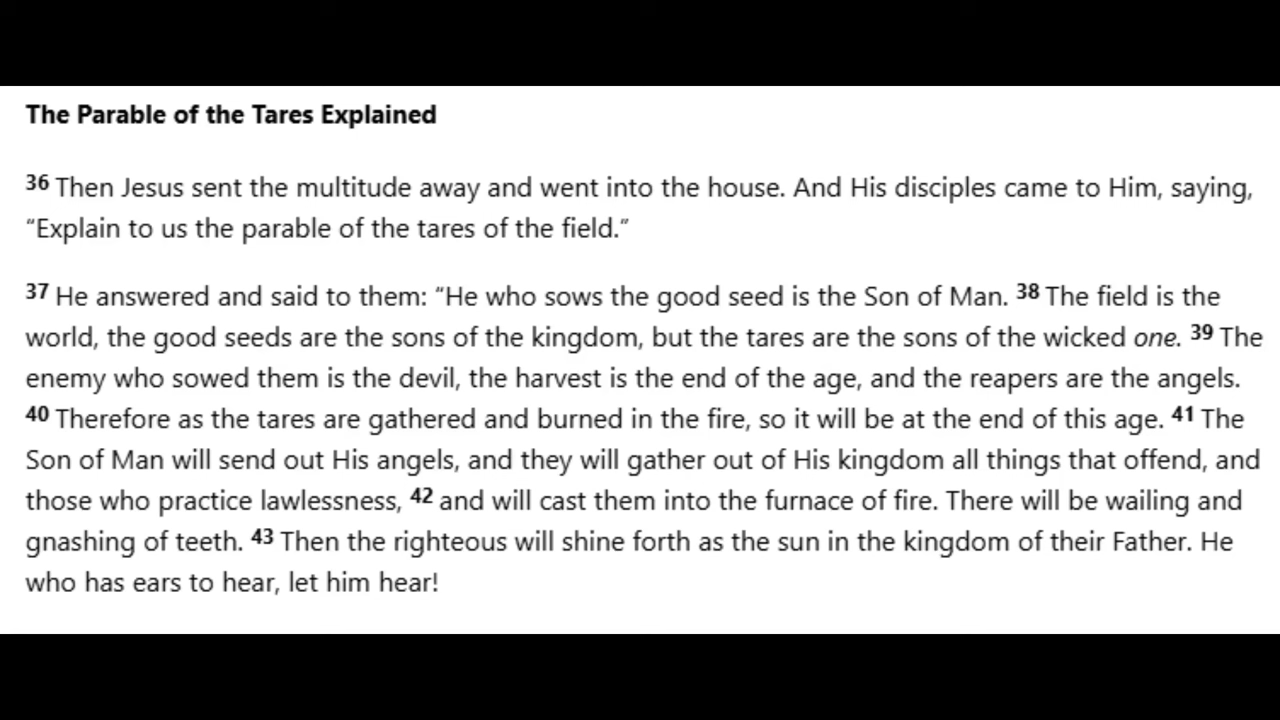 The Parable of the Tares Explained
36 Then Jesus sent the multitude away and went into the house. And His disciples came to Him, saying,
“Explain to us the parable of the tares of the field.”
37 He answered and said to them: “He who sows the good seed is the Son of Man. 38 The field is the
world, the good seeds are the sons of the kingdom, but the tares are the sons of the wicked one. 39 The
enemy who sowed them is the devil, the harvest is the end of the age, and the reapers are the angels.
40 Therefore as the tares are gathered and burned in the fire, so it will be at the end of this age. 41 The
Son of Man will send out His angels, and they will gather out of His kingdom all things that offend, and
those who practice lawlessness, 42 and will cast them into the furnace of fire. There will be wailing and
gnashing of teeth. 43 Then the righteous will shine forth as the sun in the kingdom of their Father. He
who has ears to hear, let him hear!